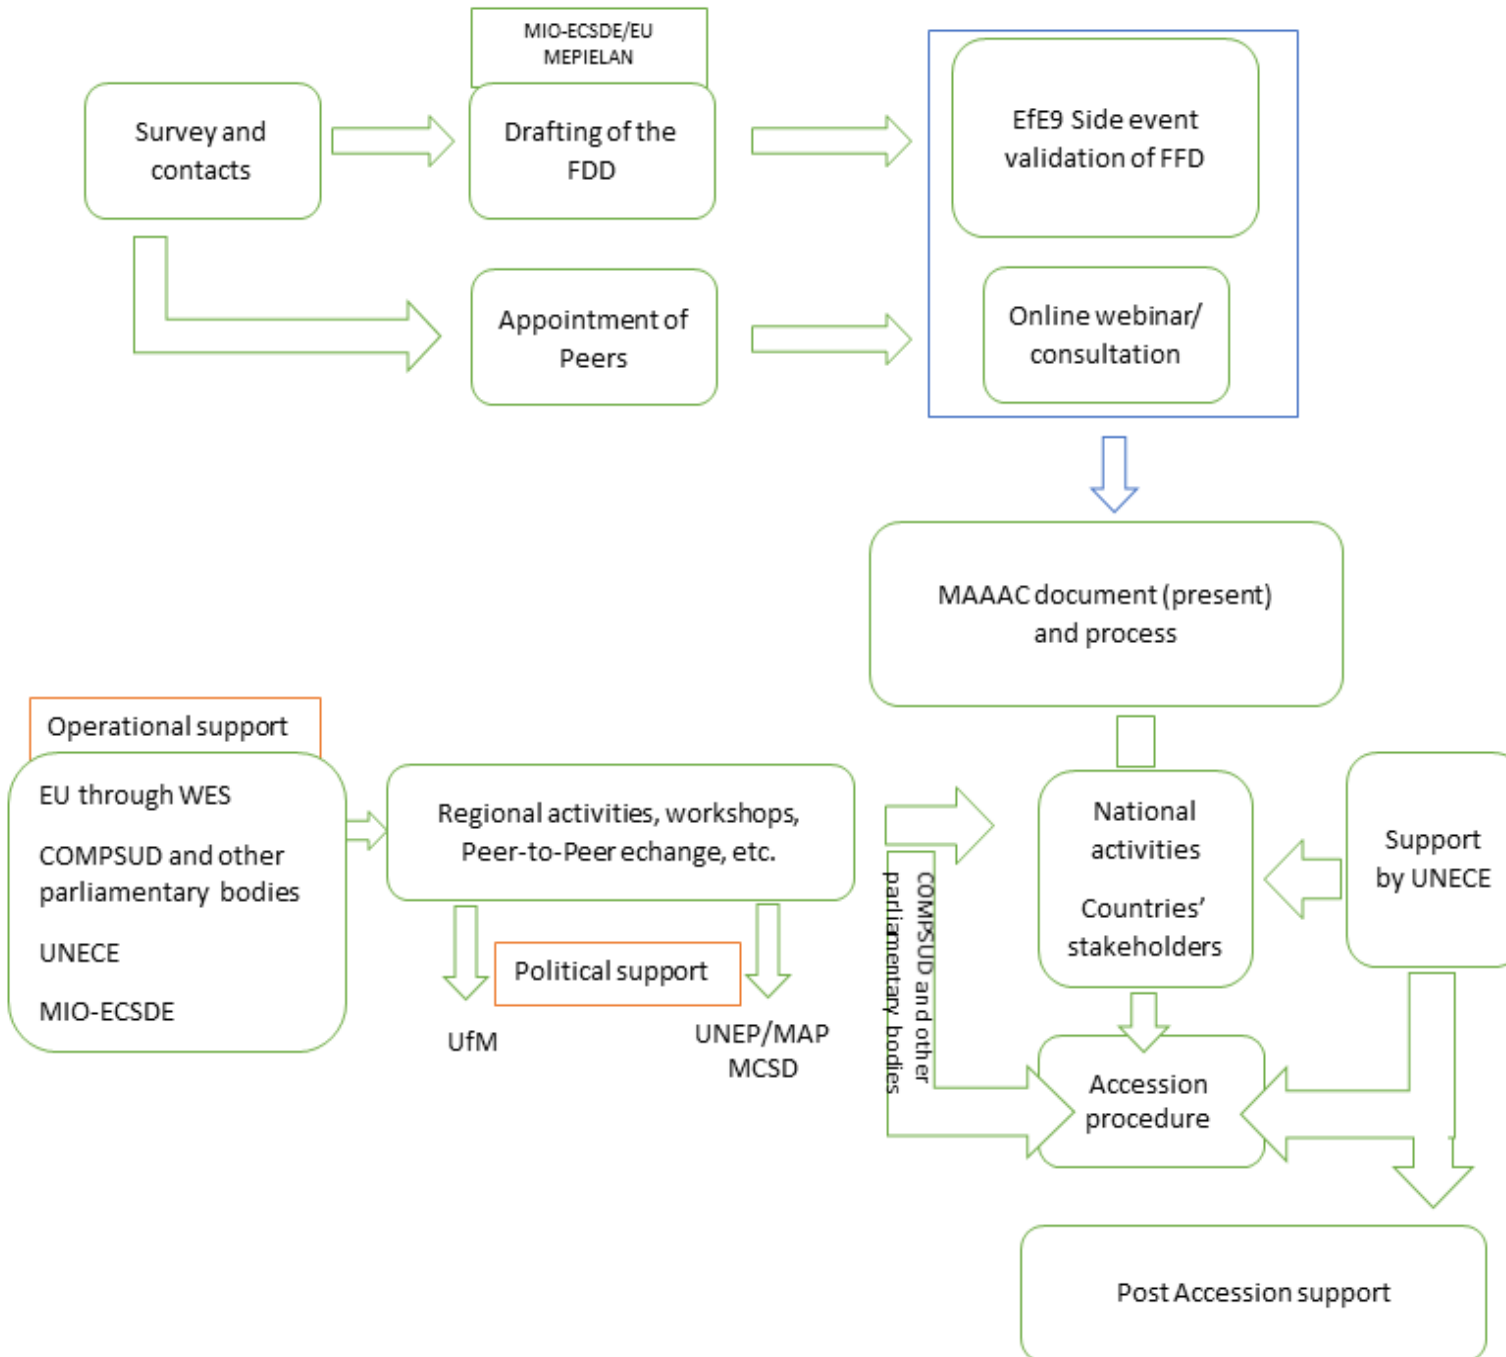 MIO-ECSDE/EU
MEPIELAN
Survey and
contacts
Drafting of the
FDD
EfE9 Side event
validation of FFD
Appointment of
Peers
Online webinar/
consultation
MAAAC document (present)
and process
Operational support
EU through WES
COMPSUD and other
parliamentary bodies
UNECE
MIO-ECSDE
Regional activities, workshops,
Peer-to-Peer echange, etc.
Political support
UfM
UNEP/MAP
MCSD
COMPSUD and other
parliamentary bodies
National
activities
Countries’
stakeholders
Support
by UNECE
Accession
procedure
Post Accession support